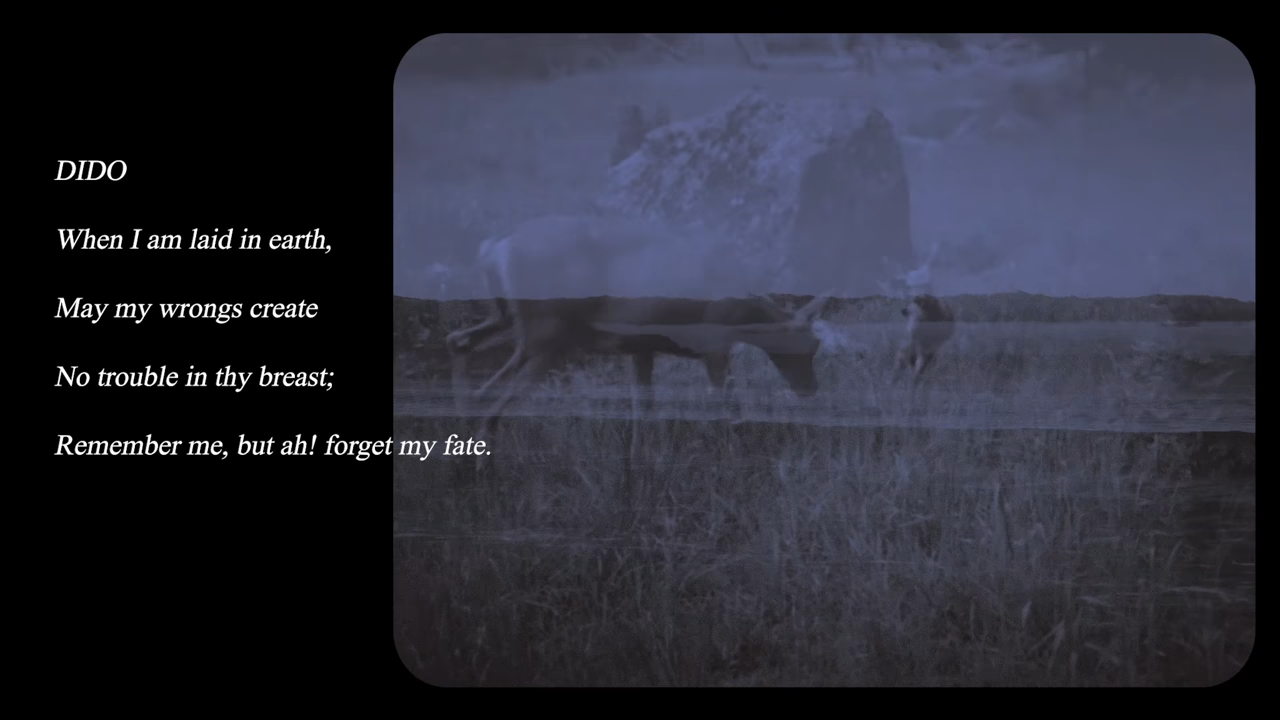 DIDO
When I am laid in earth,
May my wrongs create
No trouble in thy breast;
Remember me, but ah! forget my fate.